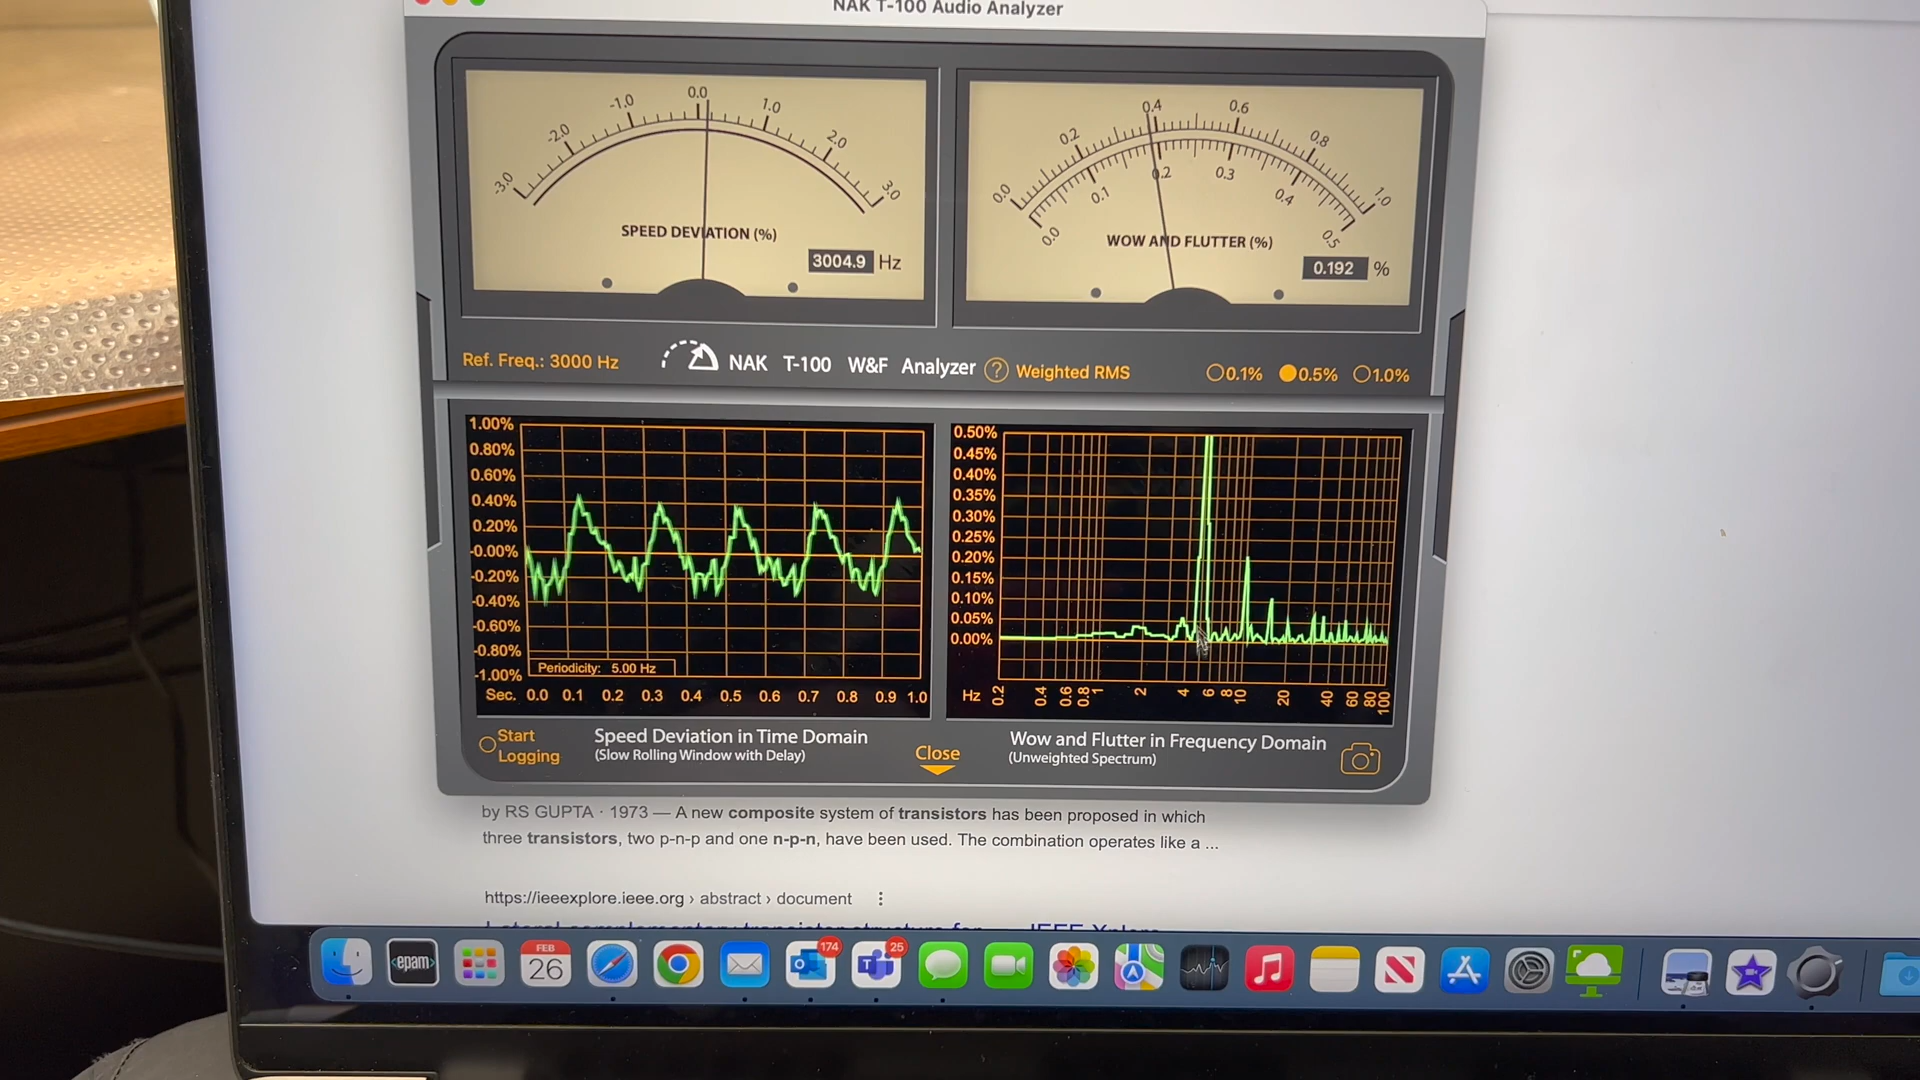 NAK T-100 Audio Analyzer
-3.0 -2.0 -1.0 0.0 1.0 2.0 3.0
SPEED DEVIATION (%)
3004.9 Hz
0.0 0.2 0.4 0.6 0.8 1.0
0.0 0.1 0.2 0.3 0.4 0.5
WOW AND FLUTTER (%)
0.192 %
Ref. Freq.: 3000 Hz
NAK T-100 W&F Analyzer
? Weighted RMS
0.1% 0.5% 1.0%
1.00%
0.80%
0.60%
0.40%
0.20%
-0.00%
-0.20%
-0.40%
-0.60%
-0.80%
-1.00%
Periodicity: 5.00 Hz
Sec. 0.0 0.1 0.2 0.3 0.4 0.5 0.6 0.7 0.8 0.9 1.0
0.50%
0.45%
0.40%
0.35%
0.30%
0.25%
0.20%
0.15%
0.10%
0.05%
0.00%
Hz 0.2 0.4 0.6 0.8 1 2 4 6 8 10 20 40 60 80 100
Start
Logging
Speed Deviation in Time Domain
(Slow Rolling Window with Delay)
Close
Wow and Flutter in Frequency Domain
(Unweighted Spectrum)
by RS GUPTA · 1973 — A new composite system of transistors has been proposed in which
three transistors, two p-n-p and one n-p-n, have been used. The combination operates like a ...
https://ieeexplore.ieee.org › abstract › document
<epam>
FEB
26
174
25